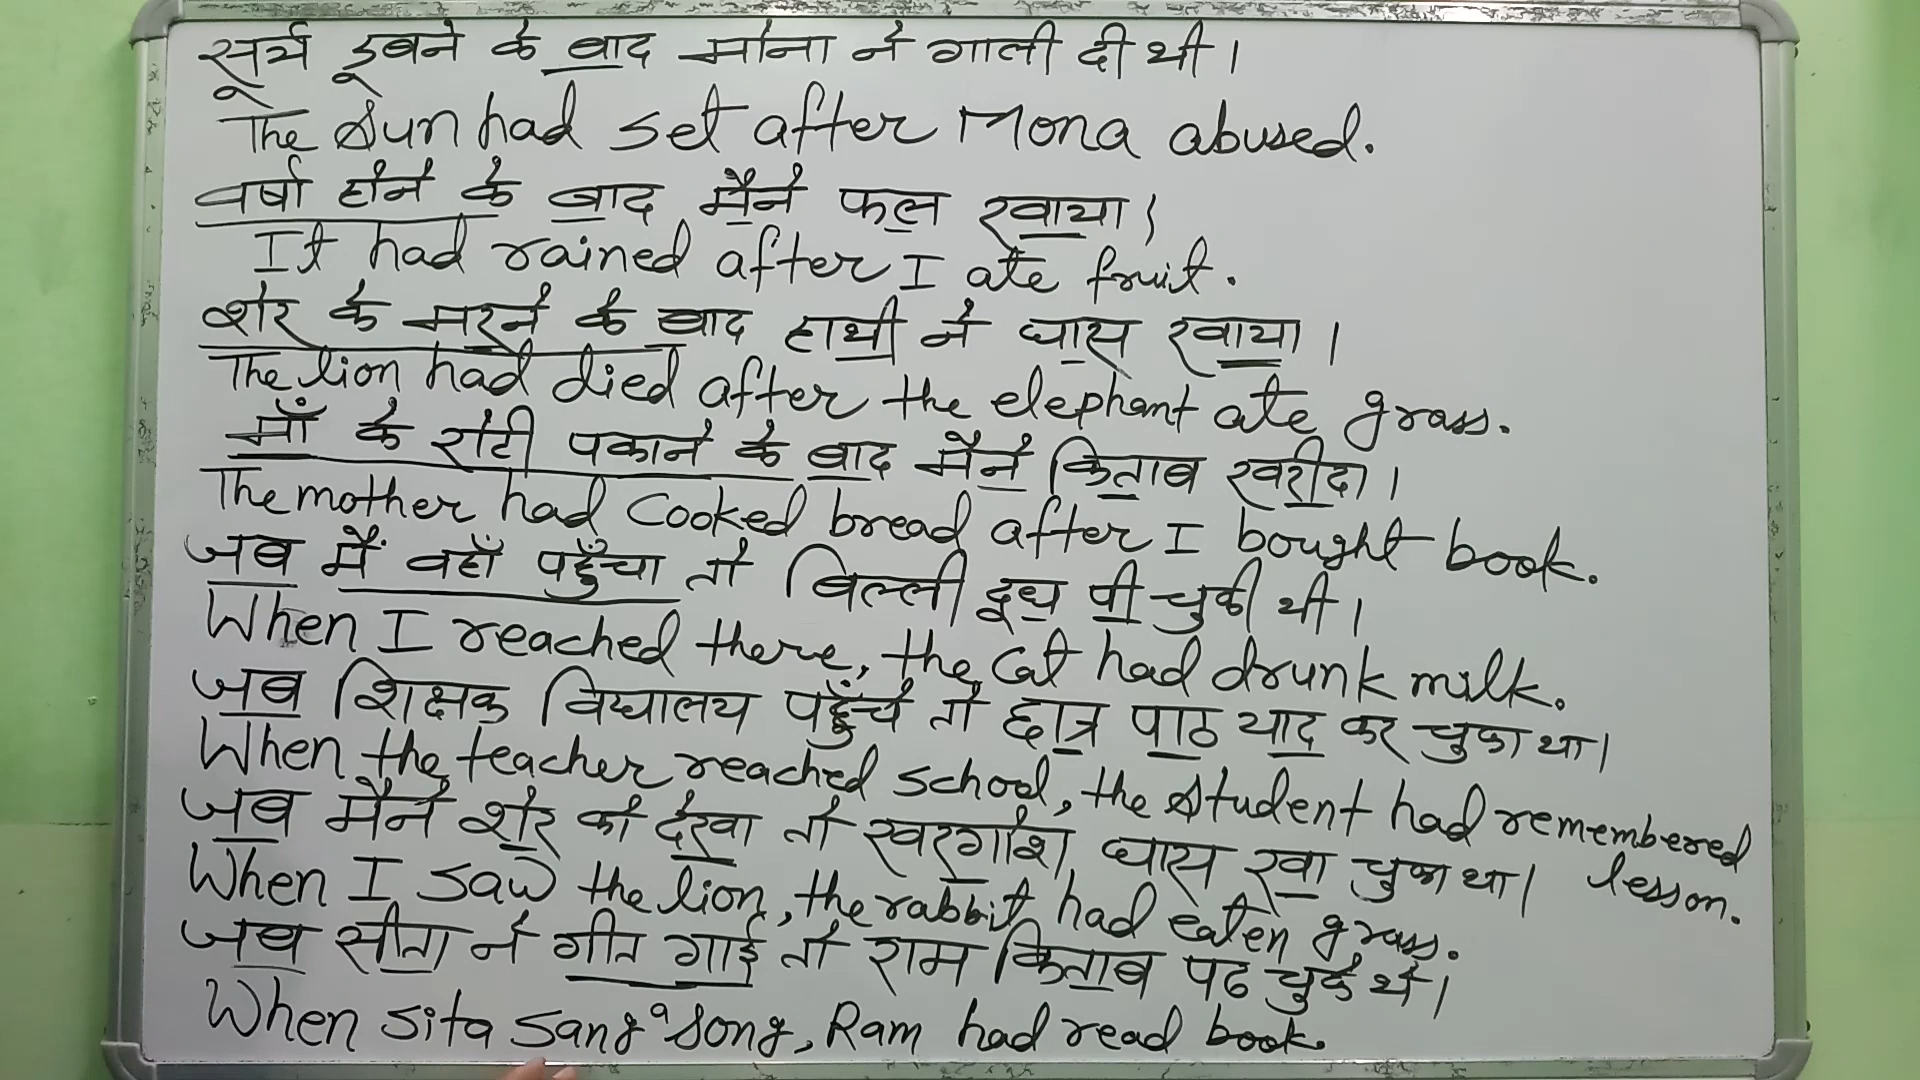 सूर्य डूबने के बाद मोना ने गाली दी थी।
The Sun had set after Mona abused.
वर्षा होने के बाद मैंने फल खाया।
It had rained after I ate fruit.
शेर के मरने के बाद हाथी ने घास खाया।
The lion had died after the elephant ate grass.
माँ के रोटी पकाने के बाद मैंने किताब खरीदा।
The mother had cooked bread after I bought book.
जब मैं वहाँ पहुँचा तो बिल्ली दूध पी चुकी थी।
When I reached there, the cat had drunk milk.
जब शिक्षक विद्यालय पहुँचे तो छात्र पाठ याद कर चुका था।
When the teacher reached school, the student had remembered lesson.
जब मैंने शेर को देखा तो खरगोश घास खा चुका था।
When I saw the lion, the rabbit had eaten grass.
जब सीता ने गीत गाई तो राम किताब पढ चुके थे।
When sita sang a song, Ram had read book.